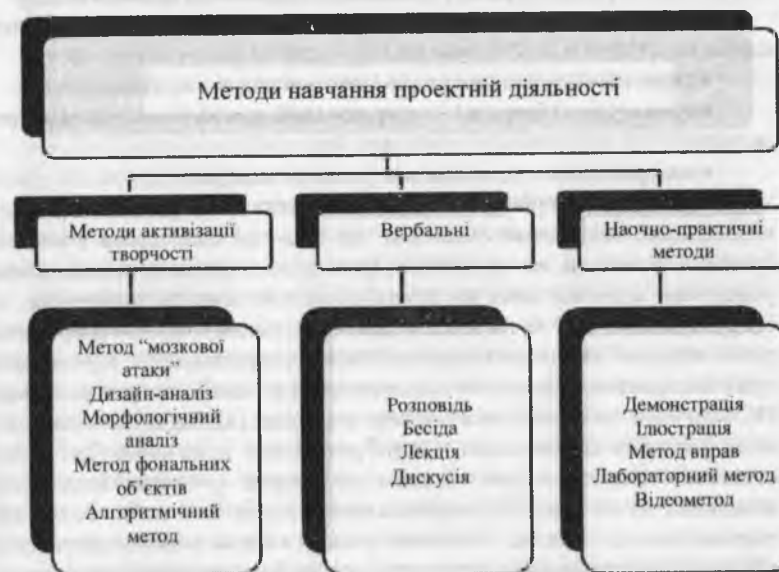 Методи навчання проектній діяльності
Методи активізації
творчості
Вербальні
Наочно-практичні
методи
Метод “мозкової
атаки”
Дизайн-аналіз
Морфологічний
аналіз
Метод фональних
об’єктів
Алгоритмічний
метод
Розповідь
Бесіда
Лекція
Дискусія
Демонстрація
Ілюстрація
Метод вправ
Лабораторний метод
Відеометод